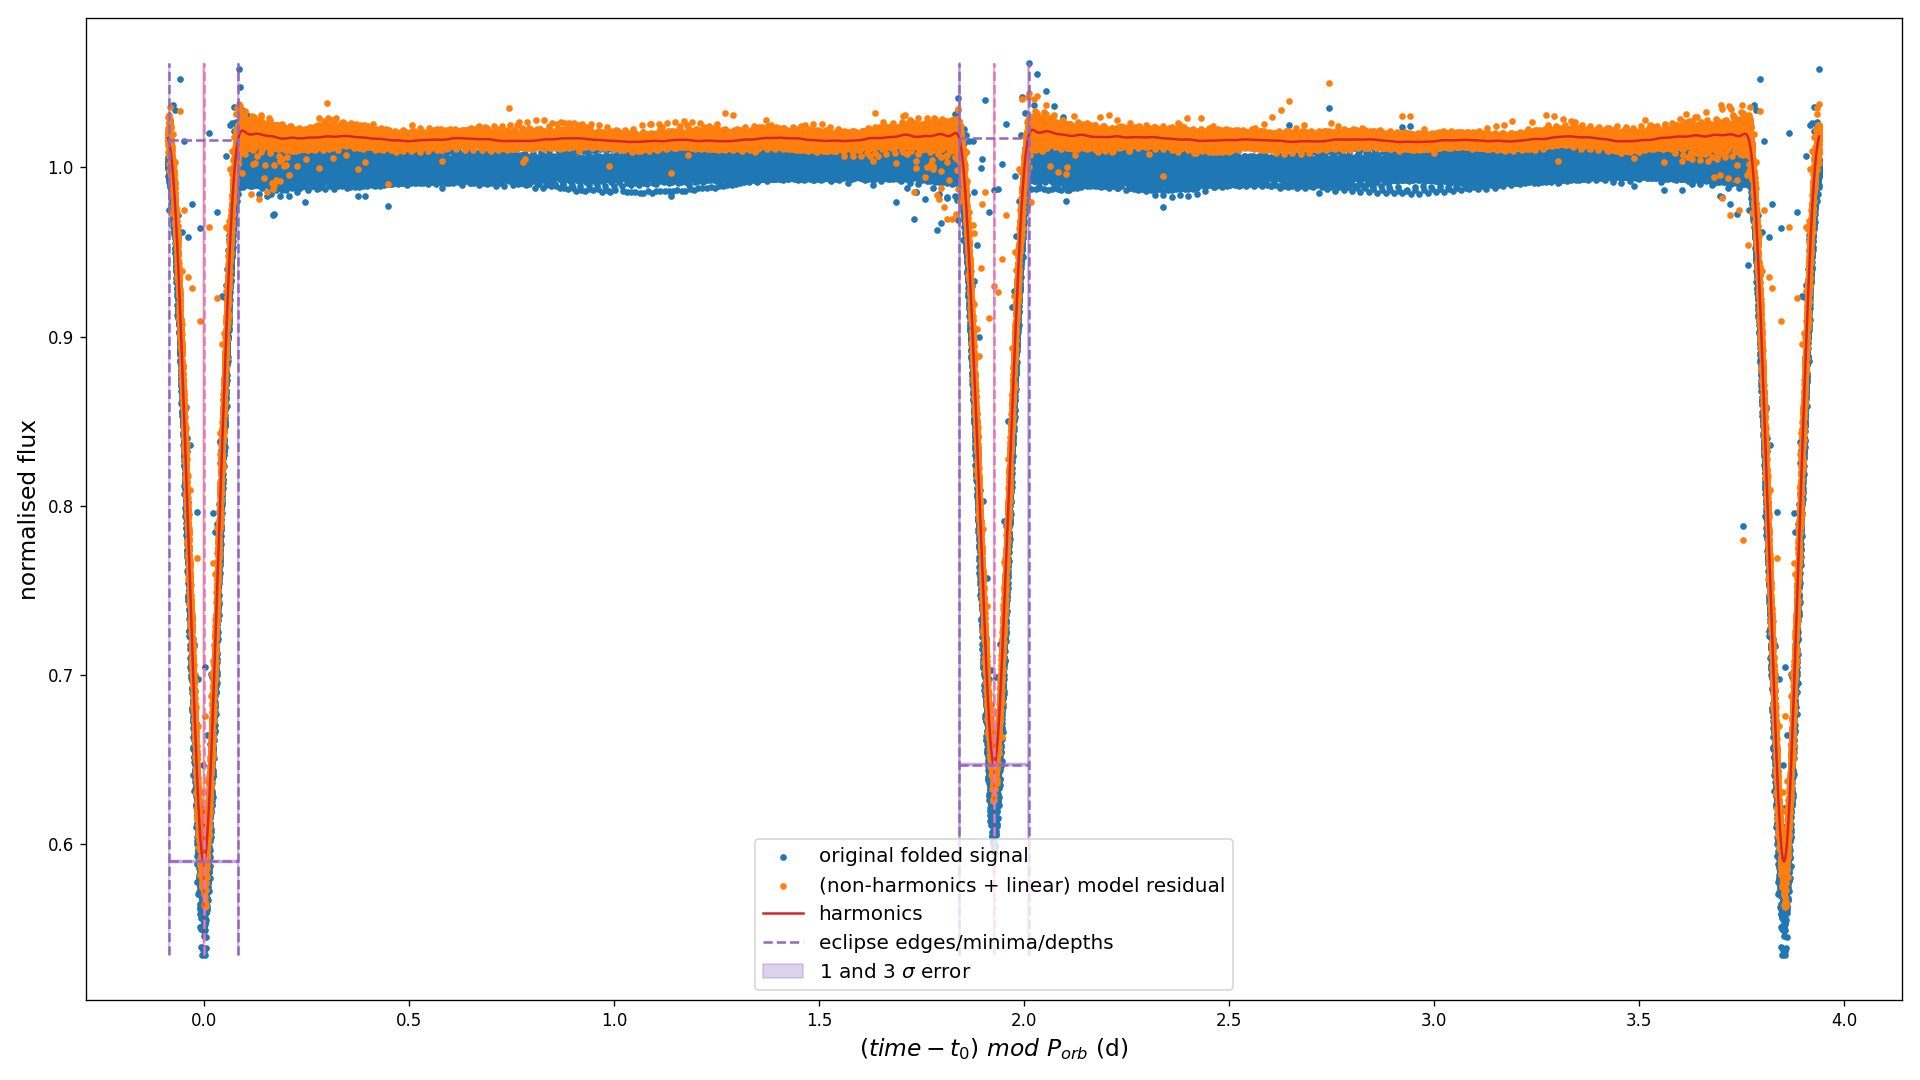 normalised flux
1.0
0.9
0.8
0.7
0.6
original folded signal
(non-harmonics + linear) model residual
harmonics
eclipse edges/minima/depths
1 and 3 σ error
0.0 0.5 1.0 1.5 2.0 2.5 3.0 3.5 4.0
(time − t₀) mod Pₒᵣb (d)